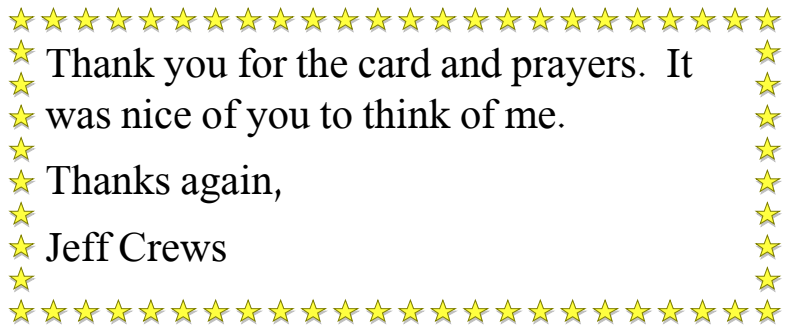 Thank you for the card and prayers.  It
was nice of you to think of me.
Thanks again,
Jeff Crews